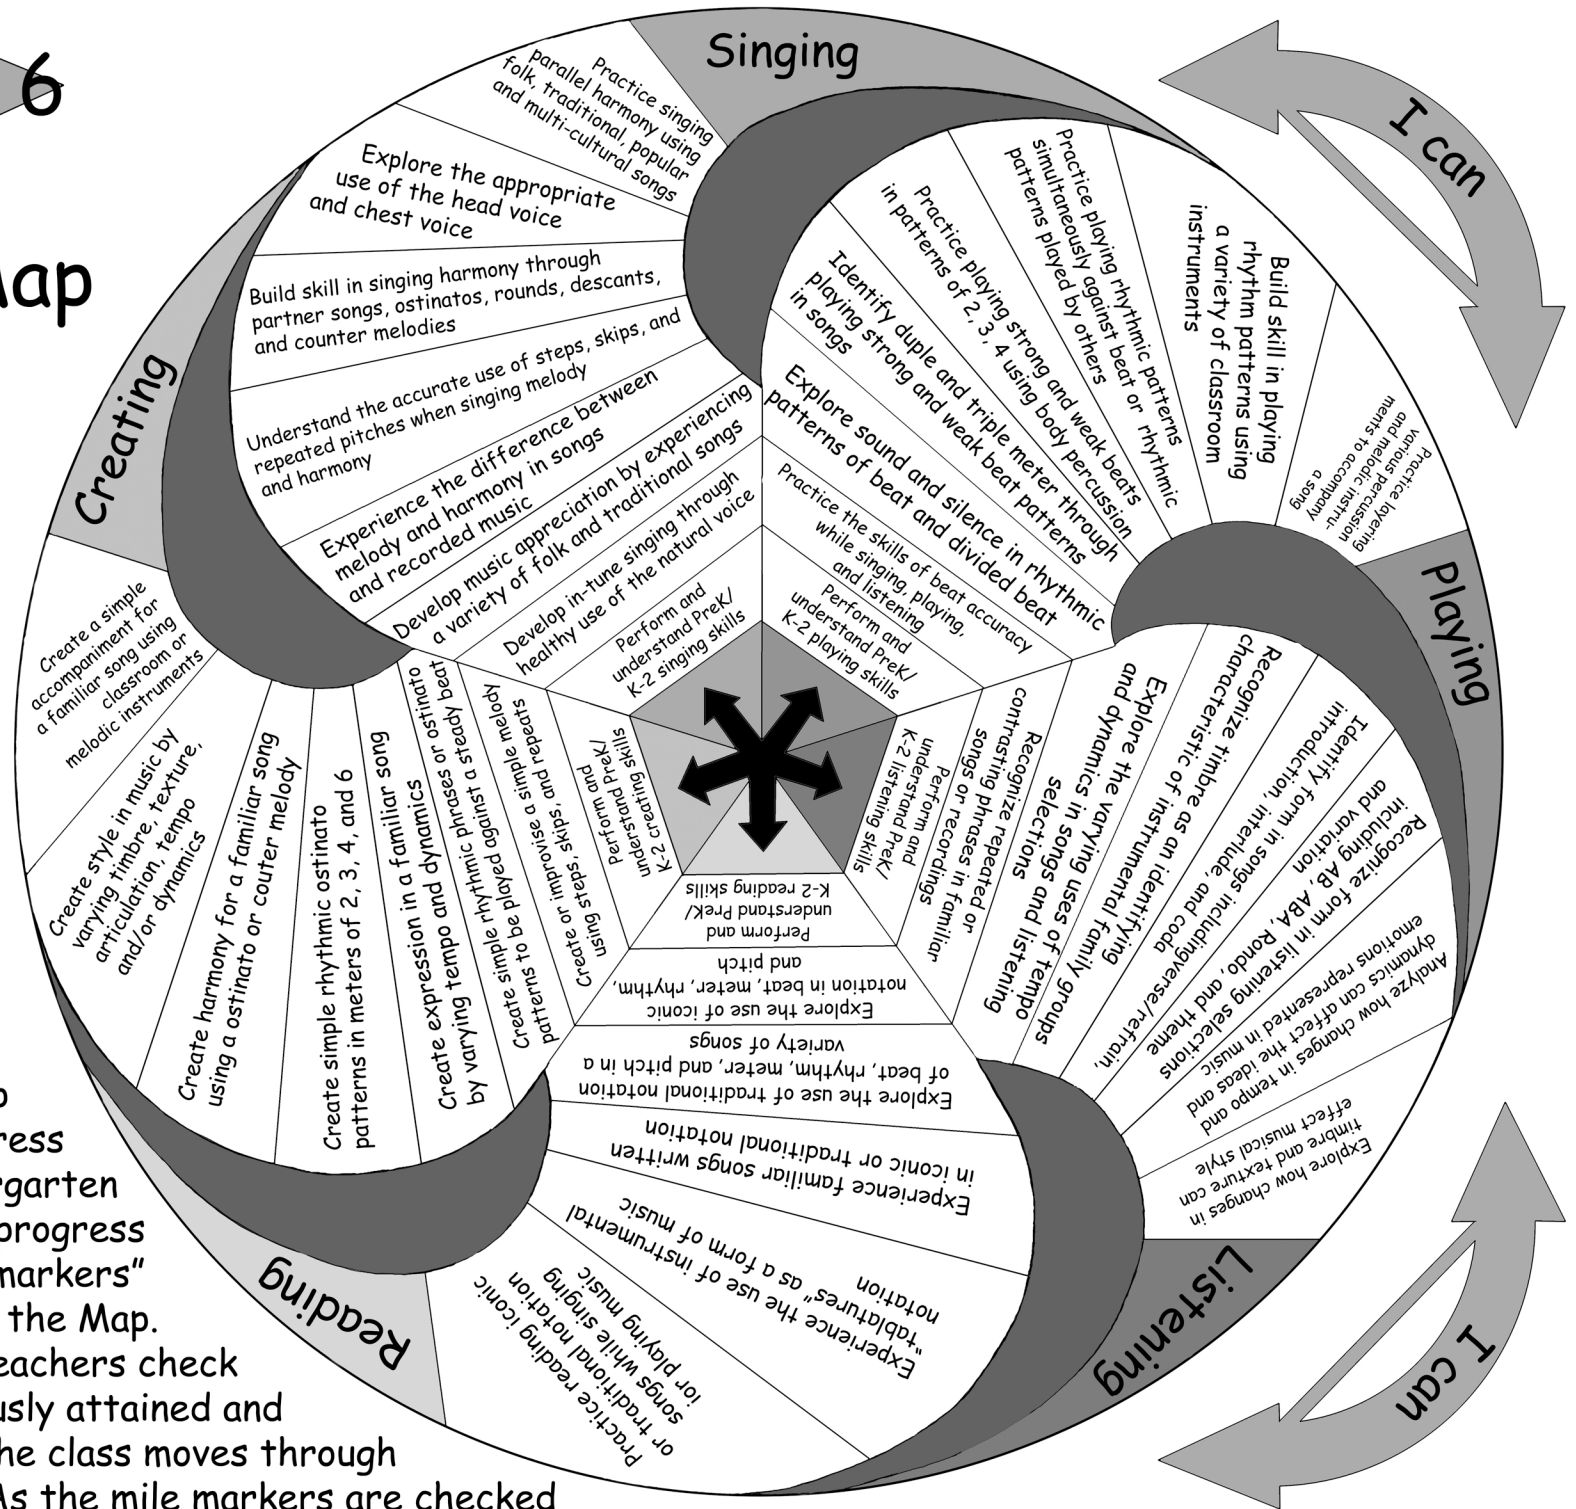 6
Map
Singing
I can
Practice singing
parallel harmony using
folk, traditional, popular
and multi-cultural songs
Explore the appropriate
use of the head voice
and chest voice
Build skill in singing harmony through
partner songs, ostinatos, rounds, descants,
and counter melodies
Understand the accurate use of steps, skips, and
repeated pitches when singing melody
and harmony
Experience the difference between
melody and harmony in songs
and recorded music
Develop music appreciation by experiencing
a variety of folk and traditional songs
Develop in-tune singing through
healthy use of the natural voice
Perform and
understand PreK/
K-2 singing skills
Playing
Practice layering
various percussion
and melodic instru-
ments to accompany
a song
Build skill in playing
rhythm patterns using
a variety of classroom
instruments
Practice playing rhythmic patterns
simultaneously against beat or rhythmic
patterns played by others
Practice playing strong and weak beats
in patterns of 2, 3, 4 using body percussion
Identify duple and triple meter through
playing strong and weak beat patterns
in songs
Explore sound and silence in rhythmic
patterns of beat and divided beat
Practice the skills of beat accuracy
while singing, playing,
and listening
Perform and
understand PreK/
K-2 playing skills
Listening
Explore how changes in
timbre and texture can
effect musical style
Analyze how changes in tempo and
dynamics can affect the ideas and
emotions represented in music
Recognize form in listening selections
including AB, ABA, Rondo, and theme
and variation
Identify form in songs includingverse/refrain,
introduction, interlude, and coda
Recognize timbre as an identifying
characteristic of instrumental family groups
Explore the varying uses of tempo
and dynamics in songs and listening
selections
Recognize repeated or
contrasting phrases in familiar
songs or recordings
Perform and
understand PreK/
K-2 listening skills
Reading
Practice reading iconic
or traditional notation
songs while singing
ior playing music
Experience the use of instrumental
"tablatures" as a form of music
notation
Experience familiar songs written
in iconic or traditional notation
Explore the use of traditional notation
of beat, rhythm, meter, and pitch in a
variety of songs
Explore the use of iconic
notation in beat, meter, rhythm,
and pitch
Perform and
understand PreK/
K-2 reading skills
Creating
Create a simple
accompaniment for
a familiar song using
classroom or
melodic instruments
Create style in music by
varying timbre, texture,
articulation, tempo
and/or dynamics
Create harmony for a familiar song
using a ostinato or couter melody
Create simple rhythmic ostinato
patterns in meters of 2, 3, 4, and 6
Create expression in a familiar song
by varying tempo and dynamics
Create simple rhythmic phrases or ostinato
patterns to be played against a steady beat
Create or improvise a simple melody
using steps, skips, and repeats
Perform and
understand PreK/
K-2 creating skills
I can
ress
rgarten
progress
markers"
the Map.
eachers check
usly attained and
he class moves through
As the mile markers are checked